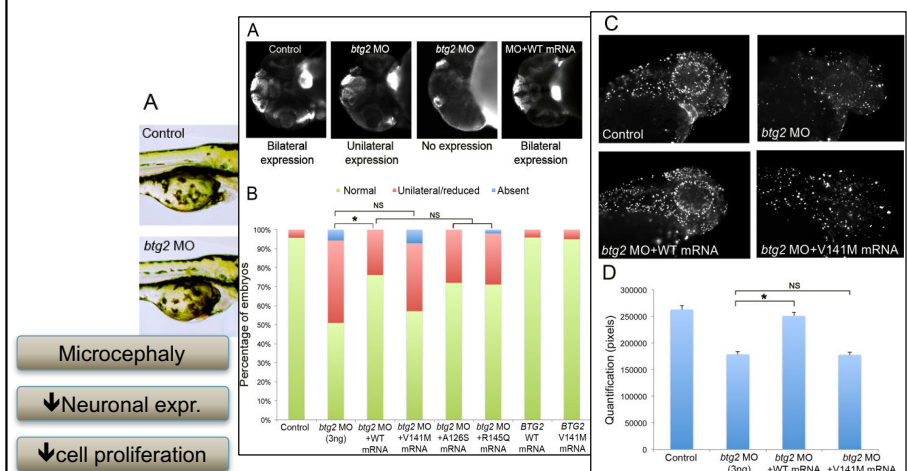 A
Control
btg2 MO
Microcephaly
↓Neuronal expr.
↓cell proliferation
A
Control
btg2 MO
btg2 MO
MO+WT mRNA
Bilateral
expression
Unilateral
expression
No expression
Bilateral
expression
B
Normal
Unilateral/reduced
Absent
NS
NS
*
Percentage of embryos
100%
90%
80%
70%
60%
50%
40%
30%
20%
10%
0%
Control
btg2 MO
(3ng)
btg2 MO
+WT
mRNA
btg2 MO
+V141M
mRNA
btg2 MO
+A126S
mRNA
btg2 MO
+R145Q
mRNA
BTG2
WT
mRNA
BTG2
V141M
mRNA
C
Control
btg2 MO
btg2 MO+WT mRNA
btg2 MO+V141M mRNA
D
NS
*
Quantification (pixels)
300000
250000
200000
150000
100000
50000
0
Control
btg2 MO
(3ng)
btg2 MO
+WT mRNA
btg2 MO
+V141M mRNA